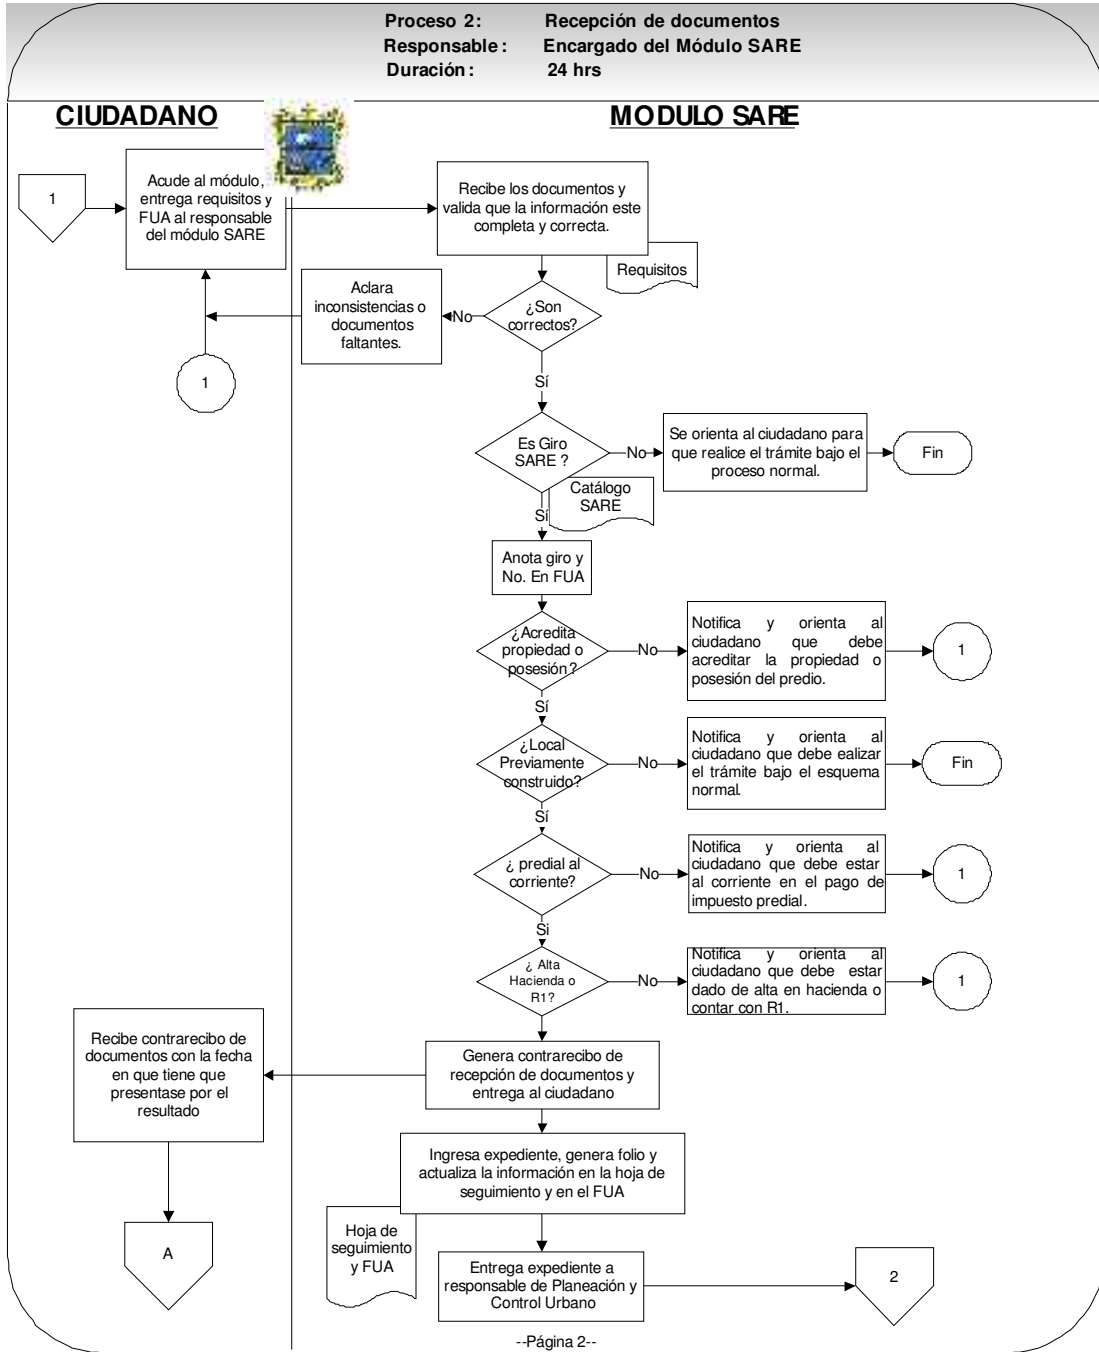 Proceso 2: Recepción de documentos
Responsable: Encargado del Módulo SARE
Duración: 24 hrs
CIUDADANO
MODULO SARE
1
Acude al módulo,
entrega requisitos y
FUA al responsable
del módulo SARE
Recibe los documentos y
valida que la información este
completa y correcta.
Requisitos
¿Son
correctos?
No
Aclara
inconsistencias o
documentos
faltantes.
1
Sí
Es Giro
SARE ?
No
Se orienta al ciudadano para
que realice el trámite bajo el
proceso normal.
Fin
Catálogo
SARE
Sí
Anota giro y
No. En FUA
¿Acredita
propiedad o
posesión?
No
Notifica y orienta al
ciudadano que debe
acreditar la propiedad o
posesión del predio.
1
Sí
¿Local
Previamente
construido?
No
Notifica y orienta al
ciudadano que debe ealizar
el trámite bajo el esquema
normal.
Fin
Sí
¿ predial al
corriente?
No
Notifica y orienta al
ciudadano que debe estar
al corriente en el pago de
impuesto predial.
1
Si
¿ Alta
Hacienda o
R1?
No
Notifica y orienta al
ciudadano que debe estar
dado de alta en hacienda o
contar con R1.
1
Genera contrarecibo de
recepción de documentos y
entrega al ciudadano
Recibe contrarecibo de
documentos con la fecha
en que tiene que
presentase por el
resultado
A
Ingresa expediente, genera folio y
actualiza la información en la hoja de
seguimiento y en el FUA
Hoja de
seguimiento
y FUA
Entrega expediente a
responsable de Planeación y
Control Urbano
2
--Página 2--